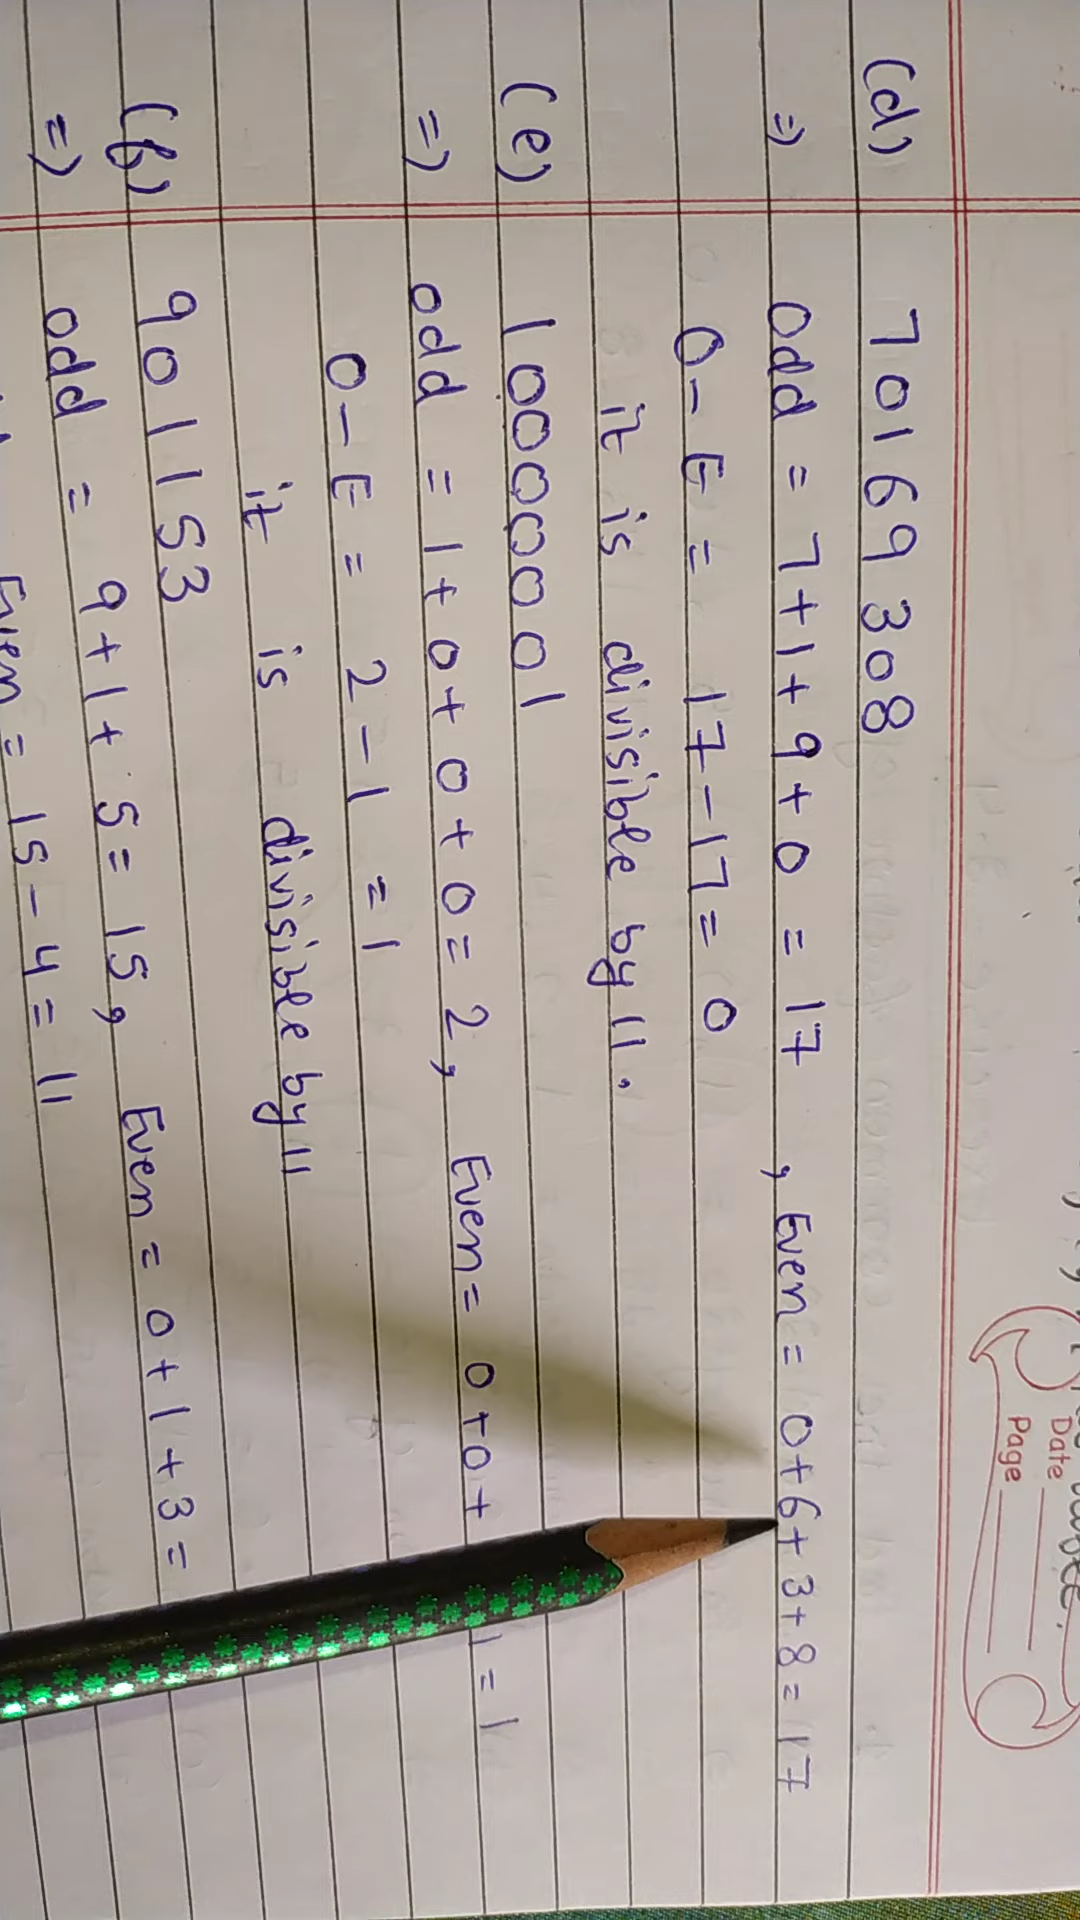 Date
Page
(d) 70169308
=) Odd = 7+1+9+0 = 17 , Even = 0+6+3+8=17
O-E = 17-17= 0
it is divisible by 11.
(e) 10000001
=) odd = 1+0+0+0=2, Even= 0+0+ 1=1
O-E = 2-1 =1
it is divisible by 11
(f) 901153
=) odd = 9+1+5=15, Even = 0+1+3=
Even = 15-4=11